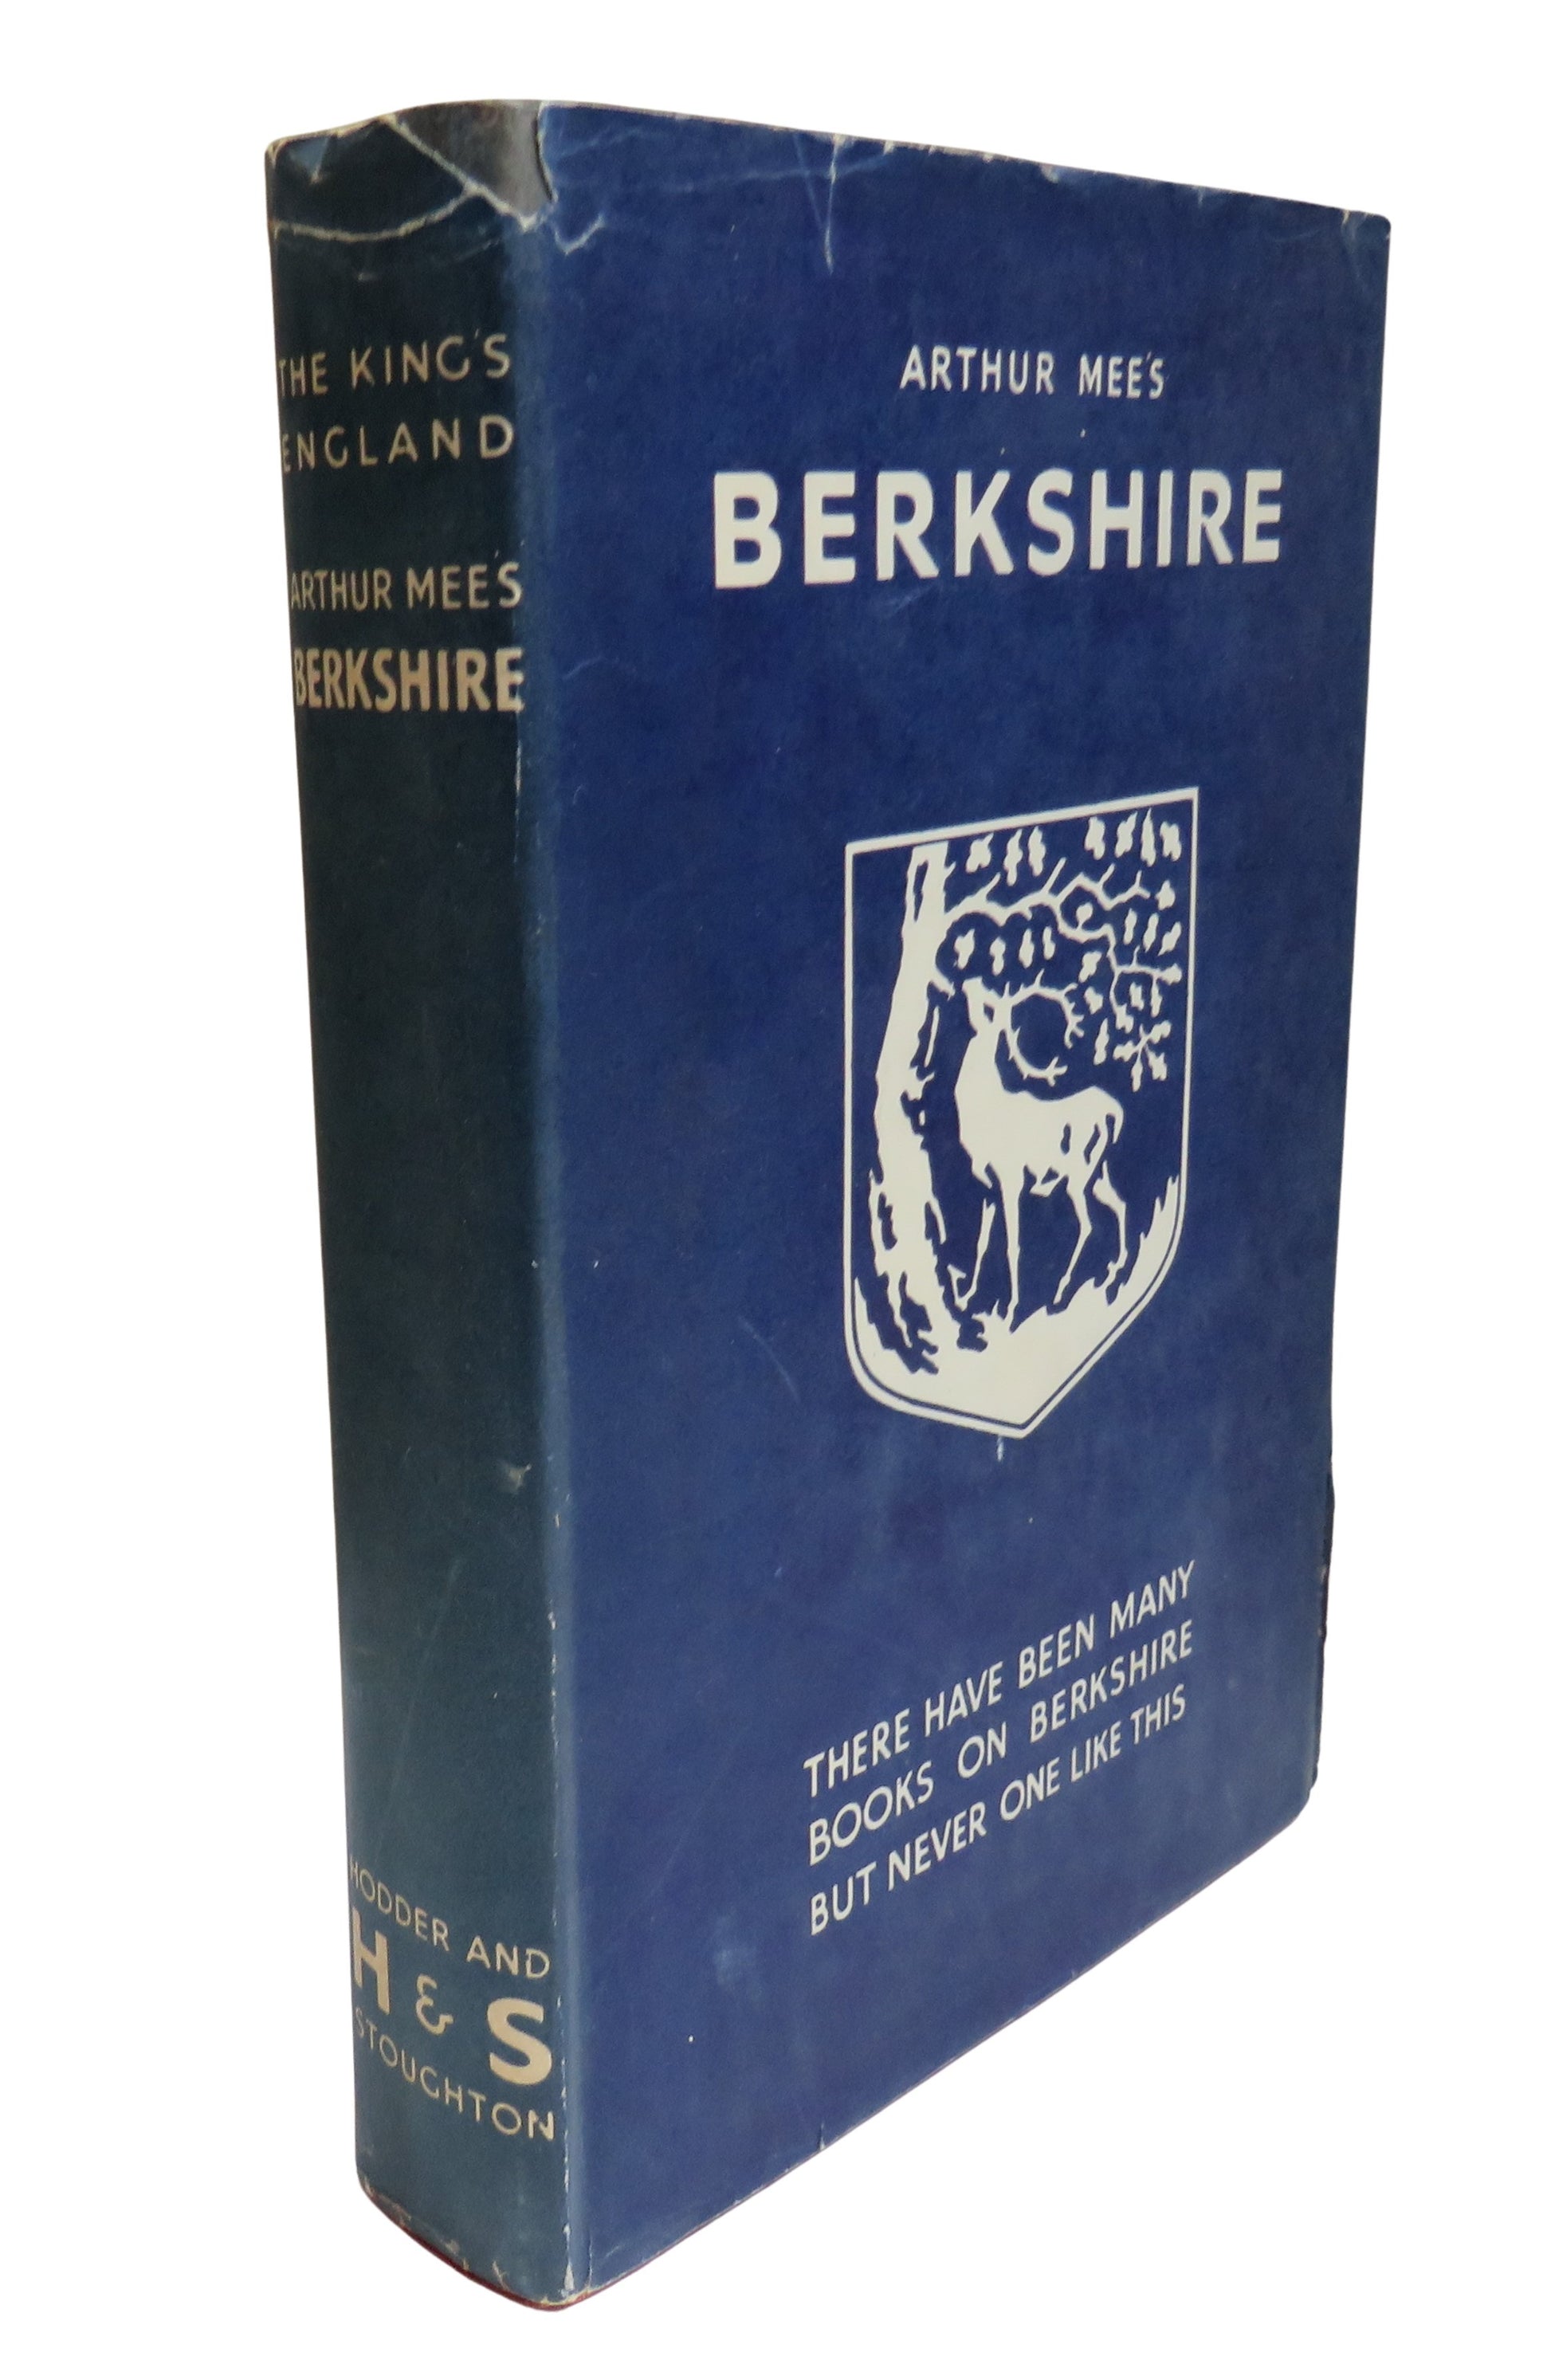 THE KING'S
ENGLAND
ARTHUR MEE'S
BERKSHIRE
HODDER AND
H & S
STOUGHTON
ARTHUR MEE'S
BERKSHIRE
THERE HAVE BEEN MANY
BOOKS ON BERKSHIRE
BUT NEVER ONE LIKE THIS